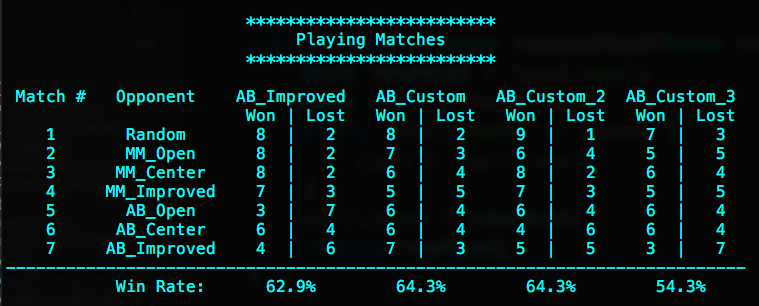 *************************
Playing Matches
*************************
Match # Opponent AB_Improved AB_Custom AB_Custom_2 AB_Custom_3
Won | Lost Won | Lost Won | Lost Won | Lost
1 Random 8 | 2 8 | 2 9 | 1 7 | 3
2 MM_Open 8 | 2 7 | 3 6 | 4 5 | 5
3 MM_Center 8 | 2 6 | 4 8 | 2 6 | 4
4 MM_Improved 7 | 3 5 | 5 7 | 3 5 | 5
5 AB_Open 3 | 7 6 | 4 6 | 4 6 | 4
6 AB_Center 6 | 4 6 | 4 4 | 6 6 | 4
7 AB_Improved 4 | 6 7 | 3 5 | 5 3 | 7
--------------------------------------------------------------------------
Win Rate: 62.9% 64.3% 64.3% 54.3%